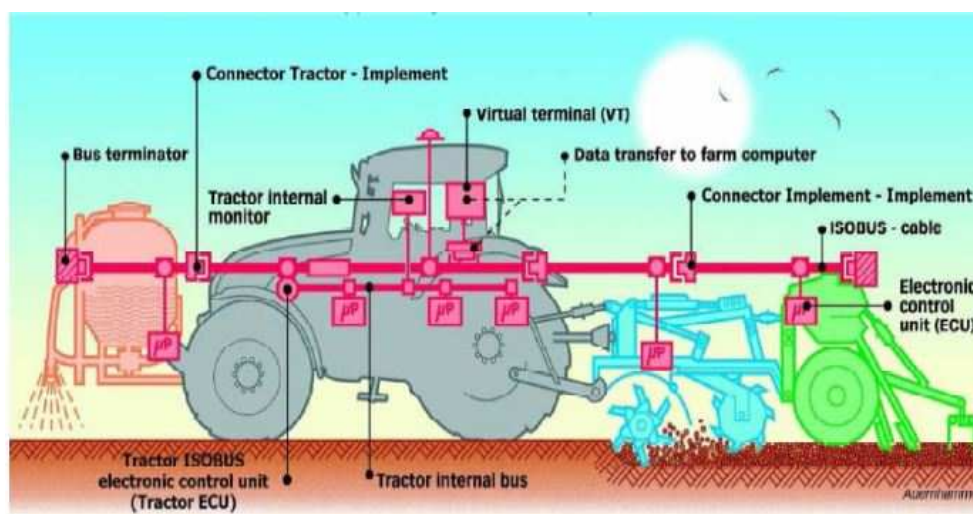 Connector Tractor - Implement
Virtual terminal (VT)
Bus terminator
Data transfer to farm computer
Tractor internal
monitor
Connector Implement - Implement
ISOBUS - cable
Electronic
control
unit (ECU)
µP
µP
µP
µP
µP
µP
Tractor ISOBUS
electronic control unit
(Tractor ECU)
Tractor internal bus